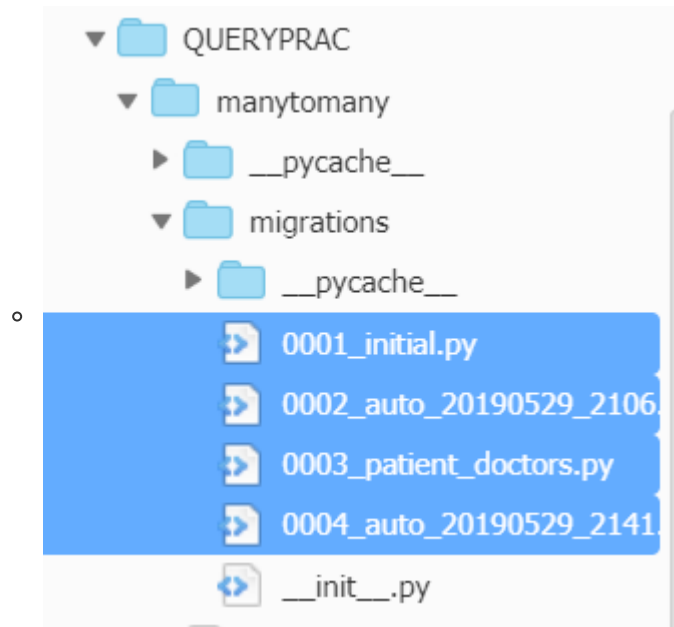 QUERYPRAC
manytomany
__pycache__
migrations
__pycache__
0001_initial.py
0002_auto_20190529_2106.
0003_patient_doctors.py
0004_auto_20190529_2141.
__init__.py